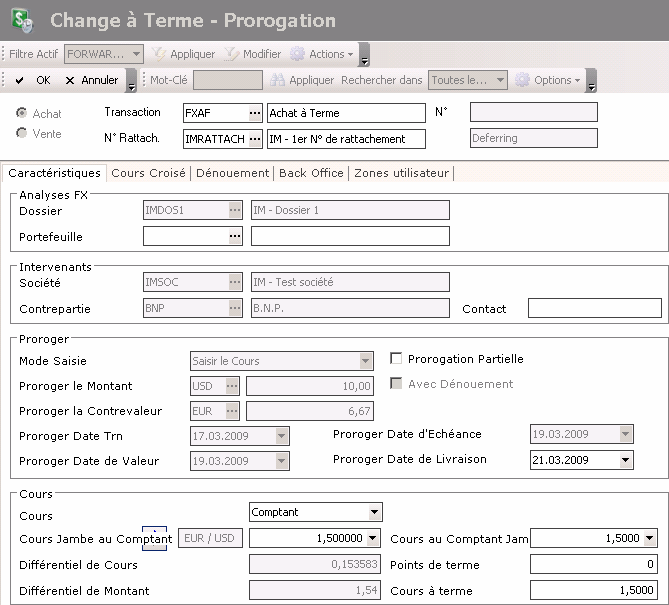 Change à Terme - Prorogation
Filtre Actif FORWAR... Appliquer Modifier Actions
OK Annuler Mot-Clé Appliquer Rechercher dans Toutes le... Options
Achat Transaction FXAF ... Achat à Terme N°
Vente N° Rattach. IMRATTACH ... IM - 1er N° de rattachement Deferring
Caractéristiques Cours Croisé Dénouement Back Office Zones utilisateur
Analyses FX
Dossier IMDOS1 ... IM - Dossier 1
Portefeuille ...
Intervenants
Société IMSOC ... IM - Test société
Contrepartie BNP ... B.N.P. Contact
Proroger
Mode Saisie Saisir le Cours Prorogation Partielle
Proroger le Montant USD ... 10,00 Avec Dénouement
Proroger la Contrevaleur EUR ... 6,67
Proroger Date Trn 17.03.2009 Proroger Date d'Echéance 19.03.2009
Proroger Date de Valeur 19.03.2009 Proroger Date de Livraison 21.03.2009
Cours
Cours Comptant
Cours Jambe au Comptant EUR / USD 1,500000 Cours au Comptant Jam 1,5000
Différentiel de Cours 0,153583 Points de terme 0
Différentiel de Montant 1,54 Cours à terme 1,5000